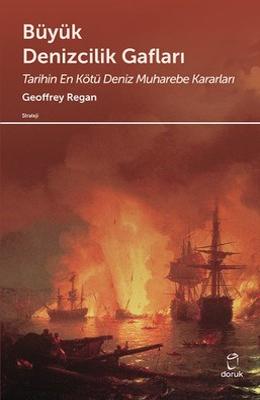 Büyük
Denizcilik Gafları
Tarihin En Kötü Deniz Muharebe Kararları
Geoffrey Regan
Strateji
doruk